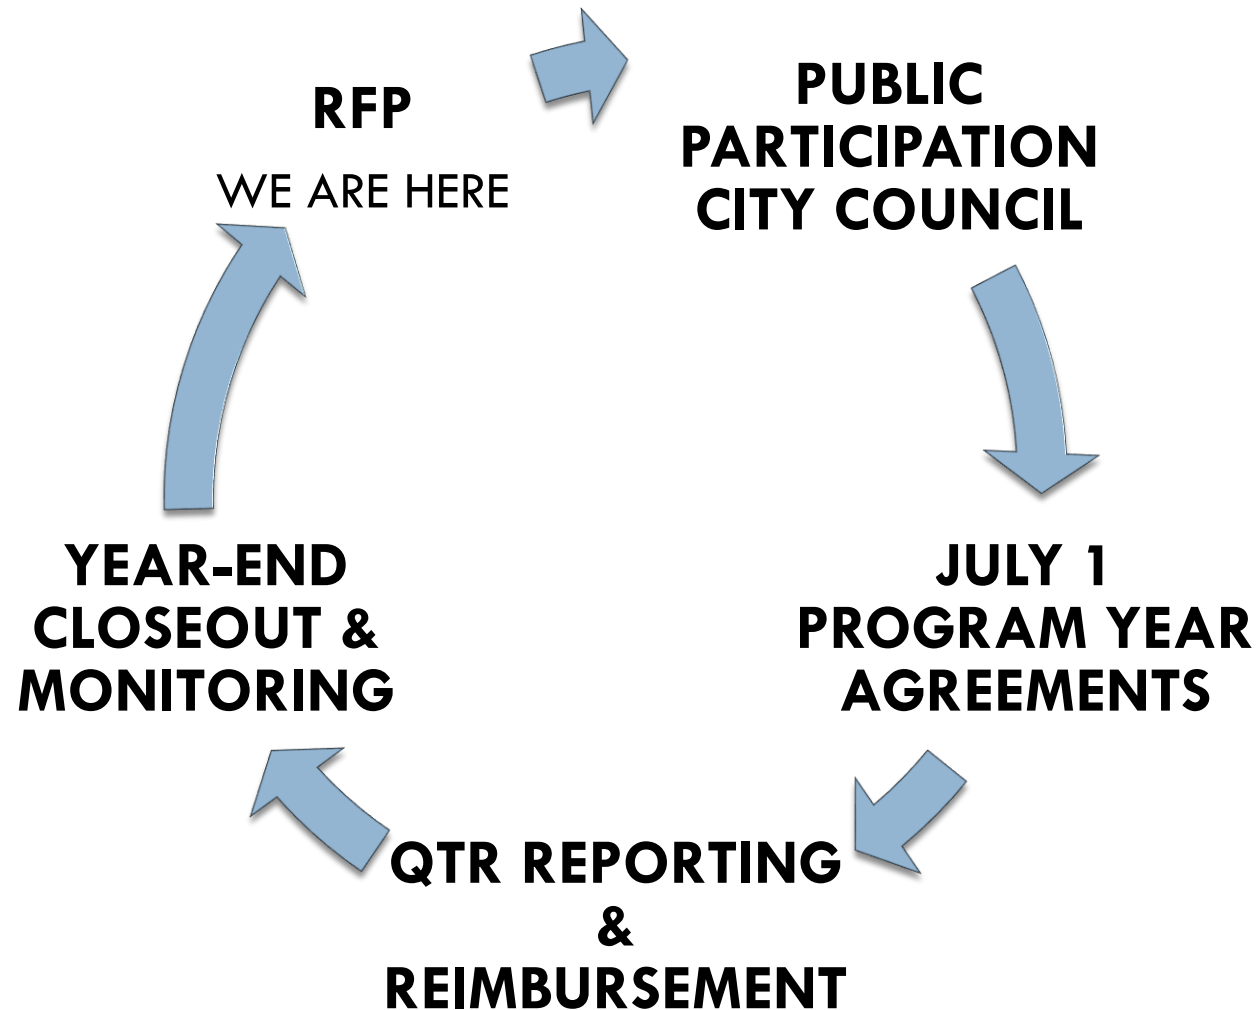 RFP
WE ARE HERE
PUBLIC
PARTICIPATION
CITY COUNCIL
JULY 1
PROGRAM YEAR
AGREEMENTS
QTR REPORTING
&
REIMBURSEMENT
YEAR-END
CLOSEOUT &
MONITORING